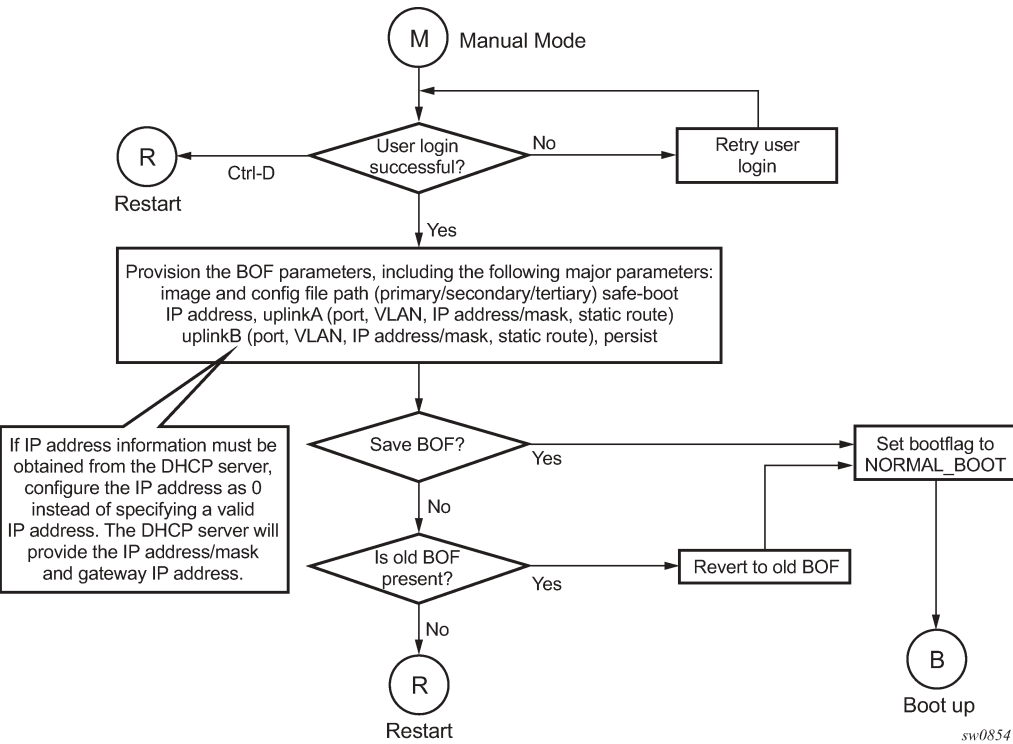 M
Manual Mode
User login
successful?
No
Retry user
login
R
Ctrl-D
Restart
Yes
Provision the BOF parameters, including the following major parameters:
image and config file path (primary/secondary/tertiary) safe-boot
IP address, uplinkA (port, VLAN, IP address/mask, static route)
uplinkB (port, VLAN, IP address/mask, static route), persist
If IP address information must be
obtained from the DHCP server,
configure the IP address as 0
instead of specifying a valid
IP address. The DHCP server will
provide the IP address/mask
and gateway IP address.
Save BOF?
Yes
Set bootflag to
NORMAL_BOOT
No
Is old BOF
present?
Yes
Revert to old BOF
No
R
Restart
B
Boot up
sw0854